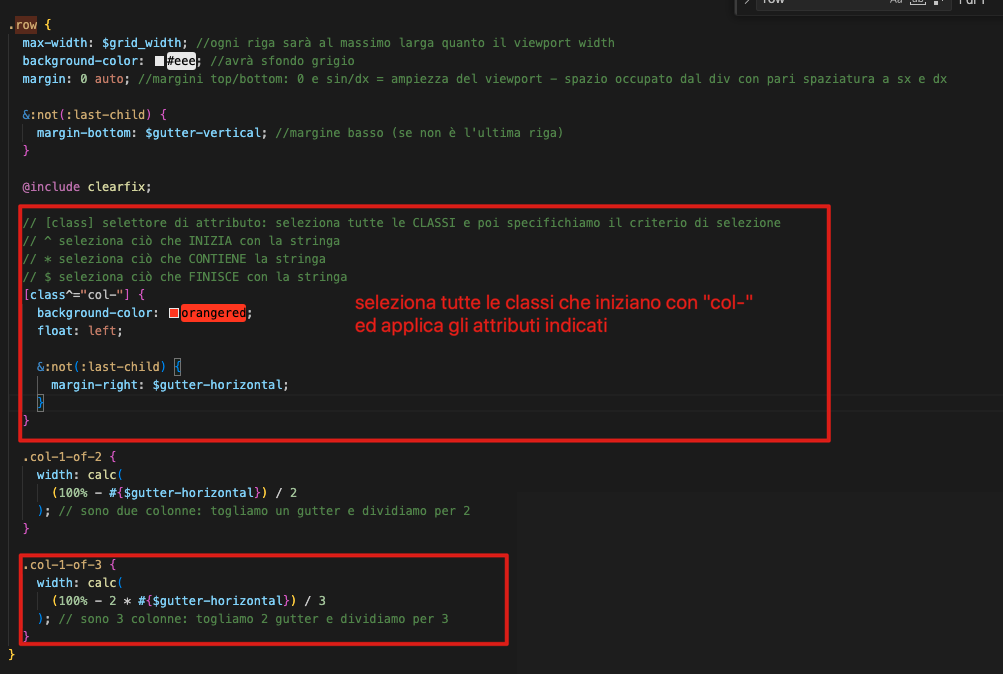 row
Aa ab
.row {
max-width: $grid_width; //ogni riga sarà al massimo larga quanto il viewport width
background-color: #eee; //avrà sfondo grigio
margin: 0 auto; //margini top/bottom: 0 e sin/dx = ampiezza del viewport - spazio occupato dal div con pari spaziatura a sx e dx
&:not(:last-child) {
margin-bottom: $gutter-vertical; //margine basso (se non è l'ultima riga)
}
@include clearfix;
// [class] selettore di attributo: seleziona tutte le CLASSI e poi specifichiamo il criterio di selezione
// ^ seleziona ciò che INIZIA con la stringa
// * seleziona ciò che CONTIENE la stringa
// $ seleziona ciò che FINISCE con la stringa
[class^="col-"] {
background-color: orangered;
float: left;
seleziona tutte le classi che iniziano con "col-"
ed applica gli attributi indicati
&:not(:last-child) {
margin-right: $gutter-horizontal;
}
}
.col-1-of-2 {
width: calc(
(100% - #{$gutter-horizontal}) / 2
); // sono due colonne: togliamo un gutter e dividiamo per 2
}
.col-1-of-3 {
width: calc(
(100% - 2 * #{$gutter-horizontal}) / 3
); // sono 3 colonne: togliamo 2 gutter e dividiamo per 3
}
}